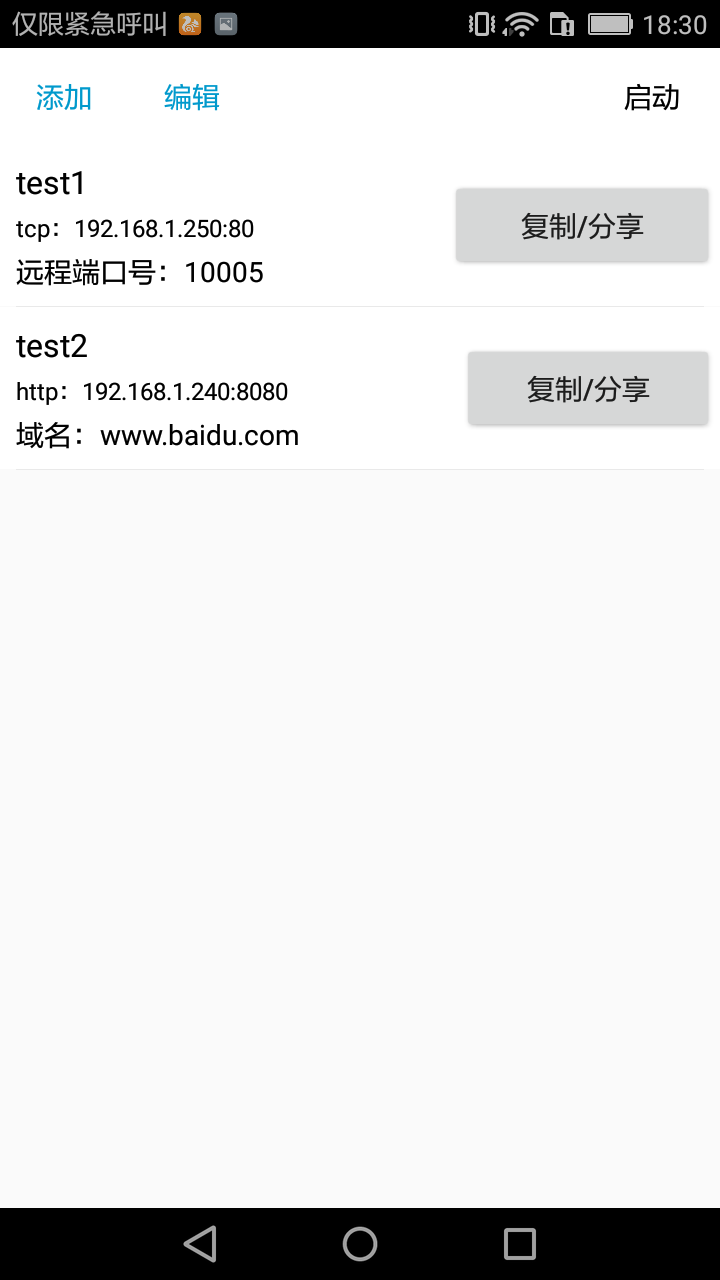 仅限紧急呼叫 18:30
添加 编辑 启动
test1
tcp：192.168.1.250:80
远程端口号：10005
复制/分享
test2
http：192.168.1.240:8080
域名：www.baidu.com
复制/分享